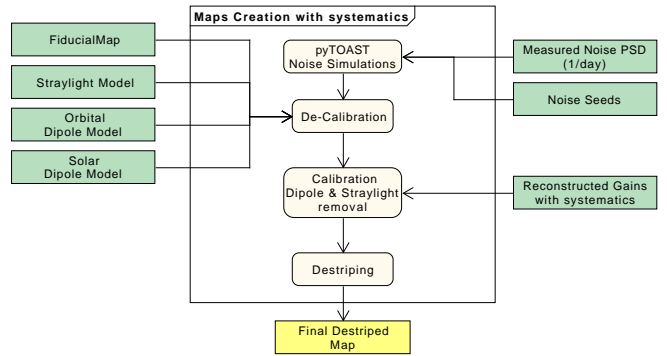 Maps Creation with systematics
FiducialMap
Straylight Model
Orbital
Dipole Model
Solar
Dipole Model
pyTOAST
Noise Simulations
De-Calibration
Calibration
Dipole & Straylight
removal
Destriping
Measured Noise PSD
(1/day)
Noise Seeds
Reconstructed Gains
with systematics
Final Destriped
Map